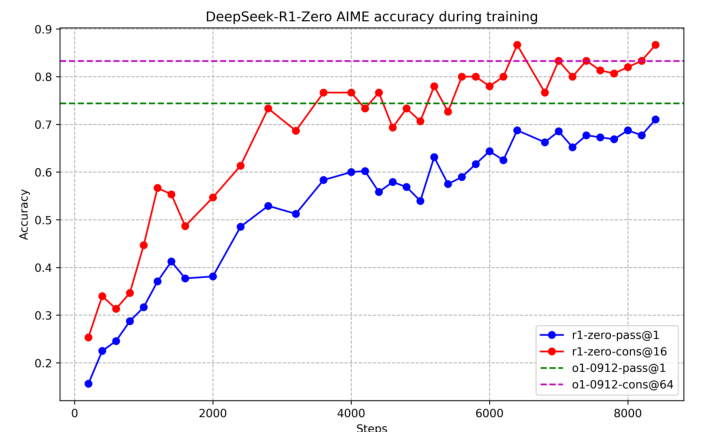 DeepSeek-R1-Zero AIME accuracy during training
0.9
0.8
0.7
0.6
0.5
0.4
0.3
0.2
Accuracy
r1-zero-pass@1
r1-zero-cons@16
o1-0912-pass@1
o1-0912-cons@64
0 2000 4000 6000 8000
Steps